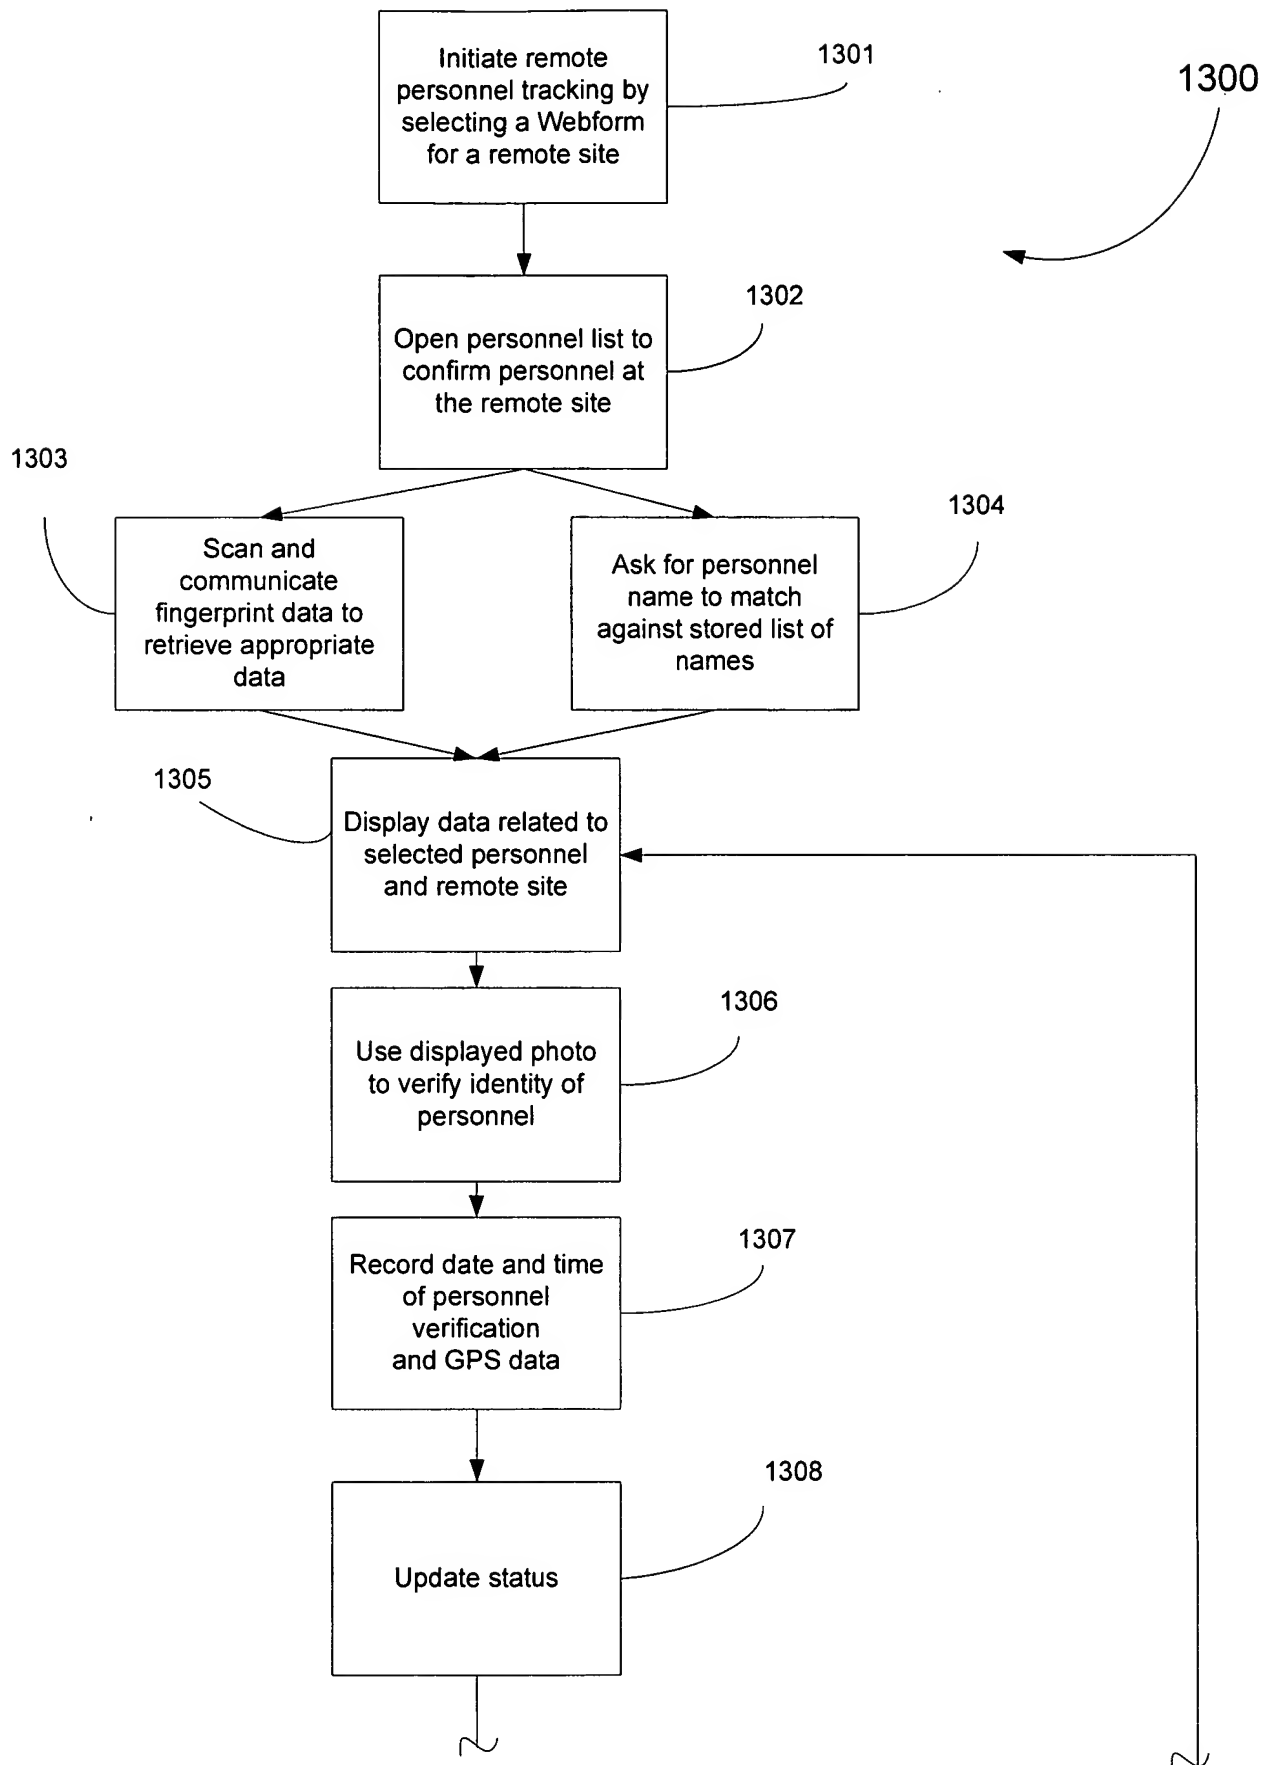 Initiate remote
personnel tracking by
selecting a Webform
for a remote site
1301
1300
Open personnel list to
confirm personnel at
the remote site
1302
1303
Scan and
communicate
fingerprint data to
retrieve appropriate
data
Ask for personnel
name to match
against stored list of
names
1304
1305
Display data related to
selected personnel
and remote site
Use displayed photo
to verify identity of
personnel
1306
Record date and time
of personnel
verification
and GPS data
1307
Update status
1308